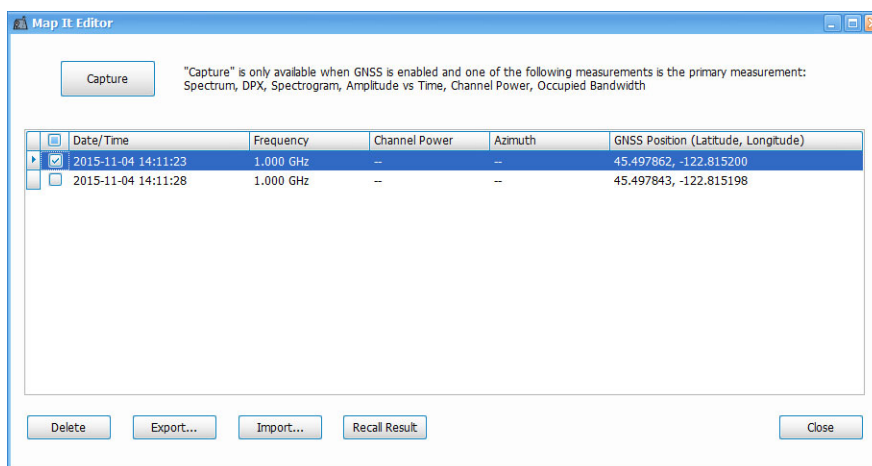 Map It Editor
Capture
"Capture" is only available when GNSS is enabled and one of the following measurements is the primary measurement:
Spectrum, DPX, Spectrogram, Amplitude vs Time, Channel Power, Occupied Bandwidth
Date/Time Frequency Channel Power Azimuth GNSS Position (Latitude, Longitude)
2015-11-04 14:11:23 1.000 GHz -- -- 45.497862, -122.815200
2015-11-04 14:11:28 1.000 GHz -- -- 45.497843, -122.815198
Delete Export... Import... Recall Result Close